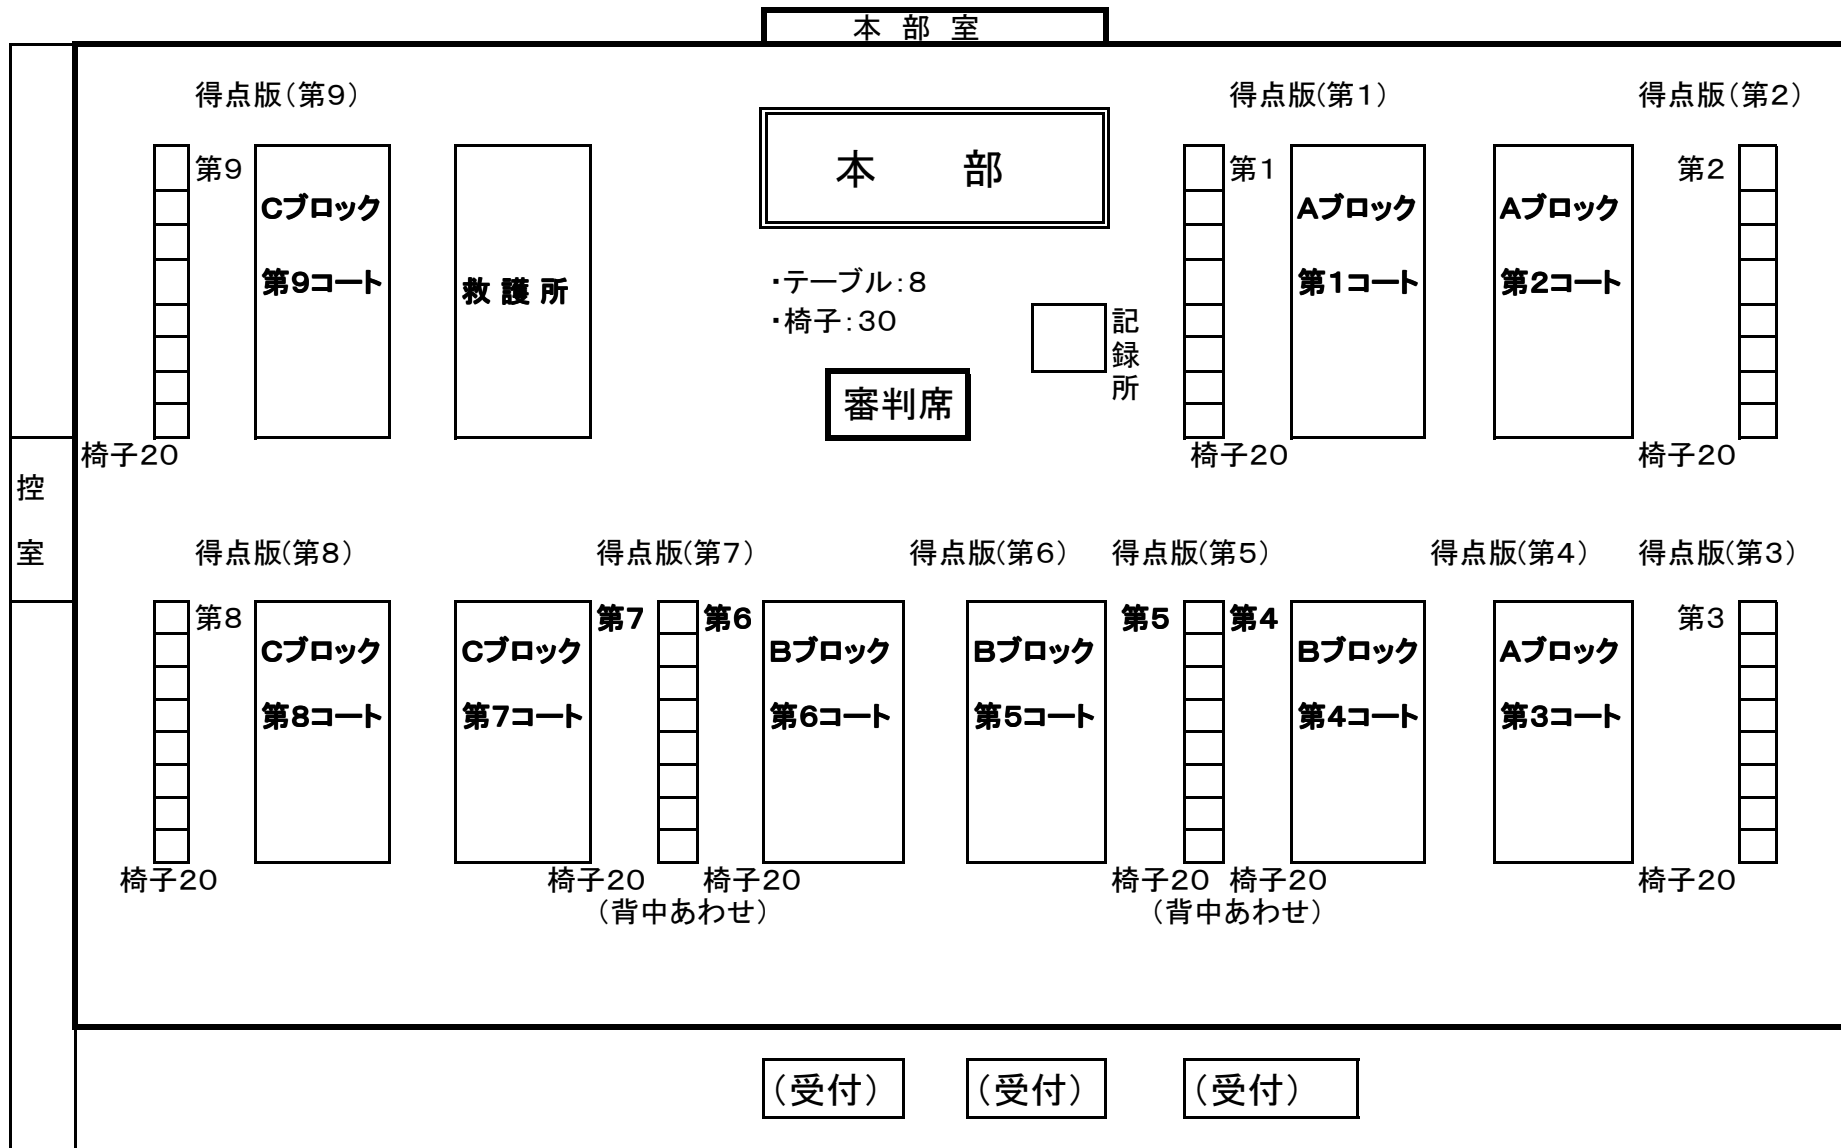 本 部 室
得点版（第９）
得点版(第１）
得点版（第２）
第９
Cブロック
第９コート
救 護 所
本　　部
・テーブル：８
・椅子：３０
記
録
所
審判席
第１
Aブロック
第１コート
Aブロック
第２コート
第２
椅子２０
椅子２０
椅子２０
控
室
得点版(第８）
得点版(第７）
得点版(第６）
得点版(第５）
得点版(第４）
得点版(第３）
第８
Cブロック
第８コート
Cブロック
第７コート
第７
第６
Bブロック
第６コート
Bブロック
第５コート
第５
第４
Bブロック
第４コート
Aブロック
第３コート
第３
椅子２０
椅子２０
椅子２０
（背中あわせ）
椅子２０
椅子２０
（背中あわせ）
椅子２０
（受付）
（受付）
（受付）